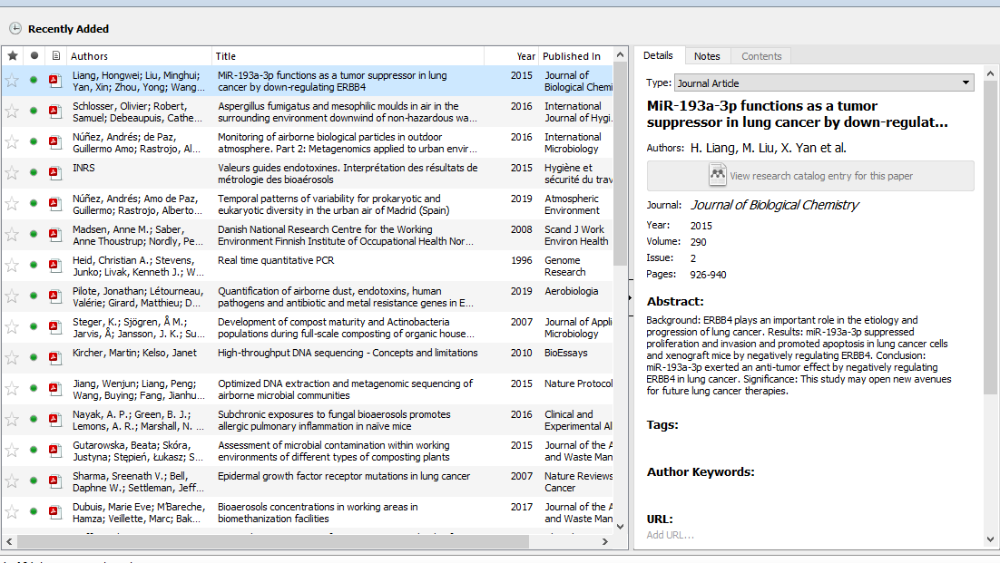 Recently Added
Authors Title Year Published In
Liang, Hongwei; Liu, Minghui; MiR-193a-3p functions as a tumor suppressor in lung 2015 Journal of
Yan, Xin; Zhou, Yong; Wang... cancer by down-regulating ERBB4 Biological Chemi
Schlosser, Olivier; Robert, Aspergillus fumigatus and mesophilic moulds in air in the 2016 International
Samuel; Debeaupuis, Cathe... surrounding environment downwind of non-hazardous wa... Journal of Hygi.
Núñez, Andrés; de Paz, Monitoring of airborne biological particles in outdoor 2016 International
Guillermo Amo; Rastrojo, Al... atmosphere. Part 2: Metagenomics applied to urban envir... Microbiology
INRS Valeurs guides endotoxines. Interprétation des résultats de 2015 Hygiène et
métrologie des bioaérosols sécurité du trav
Núñez, Andrés; Amo de Paz, Temporal patterns of variability for prokaryotic and 2019 Atmospheric
Guillermo; Rastrojo, Alberto... eukaryotic diversity in the urban air of Madrid (Spain) Environment
Madsen, Anne M.; Saber, Danish National Research Centre for the Working 2008 Scand J Work
Anne Thoustrup; Nordly, Pe... Environment Finnish Institute of Occupational Health Nor... Environ Health
Heid, Christian A.; Stevens, Real time quantitative PCR 1996 Genome
Junko; Livak, Kenneth J.; W... Research
Pilote, Jonathan; Létourneau, Quantification of airborne dust, endotoxins, human 2019 Aerobiologia
Valérie; Girard, Matthieu; D... pathogens and antibiotic and metal resistance genes in E...
Steger, K.; Sjögren, Å M.; Development of compost maturity and Actinobacteria 2007 Journal of Appli
Jarvis, Å; Jansson, J. K.; Su... populations during full-scale composting of organic house... Microbiology
Kircher, Martin; Kelso, Janet High-throughput DNA sequencing - Concepts and limitations 2010 BioEssays
Jiang, Wenjun; Liang, Peng; Optimized DNA extraction and metagenomic sequencing of 2015 Nature Protocol
Wang, Buying; Fang, Jianhu... airborne microbial communities
Nayak, A. P.; Green, B. J.; Subchronic exposures to fungal bioaerosols promotes 2016 Clinical and
Lemons, A. R.; Marshall, N. ... allergic pulmonary inflammation in naïve mice Experimental Al
Gutarowska, Beata; Skóra, Assessment of microbial contamination within working 2015 Journal of the A
Justyna; Stępień, Łukasz; S... environments of different types of composting plants and Waste Man
Sharma, Sreenath V.; Bell, Epidermal growth factor receptor mutations in lung cancer 2007 Nature Reviews
Daphne W.; Settleman, Jeff... Cancer
Dubuis, Marie Eve; M'Bareche, Bioaerosols concentrations in working areas in 2017 Journal of the A
Hamza; Veillette, Marc; Bak... biomethanization facilities and Waste Man
Details Notes Contents
Type: Journal Article
MiR-193a-3p functions as a tumor
suppressor in lung cancer by down-regulat...
Authors: H. Liang, M. Liu, X. Yan et al.
View research catalog entry for this paper
Journal: Journal of Biological Chemistry
Year: 2015
Volume: 290
Issue: 2
Pages: 926-940
Abstract:
Background: ERBB4 plays an important role in the etiology and
progression of lung cancer. Results: miR-193a-3p suppressed
proliferation and invasion and promoted apoptosis in lung cancer cells
and xenograft mice by negatively regulating ERBB4. Conclusion:
miR-193a-3p exerted an anti-tumor effect by negatively regulating
ERBB4 in lung cancer. Significance: This study may open new avenues
for future lung cancer therapies.
Tags:
Author Keywords:
URL:
Add URL...